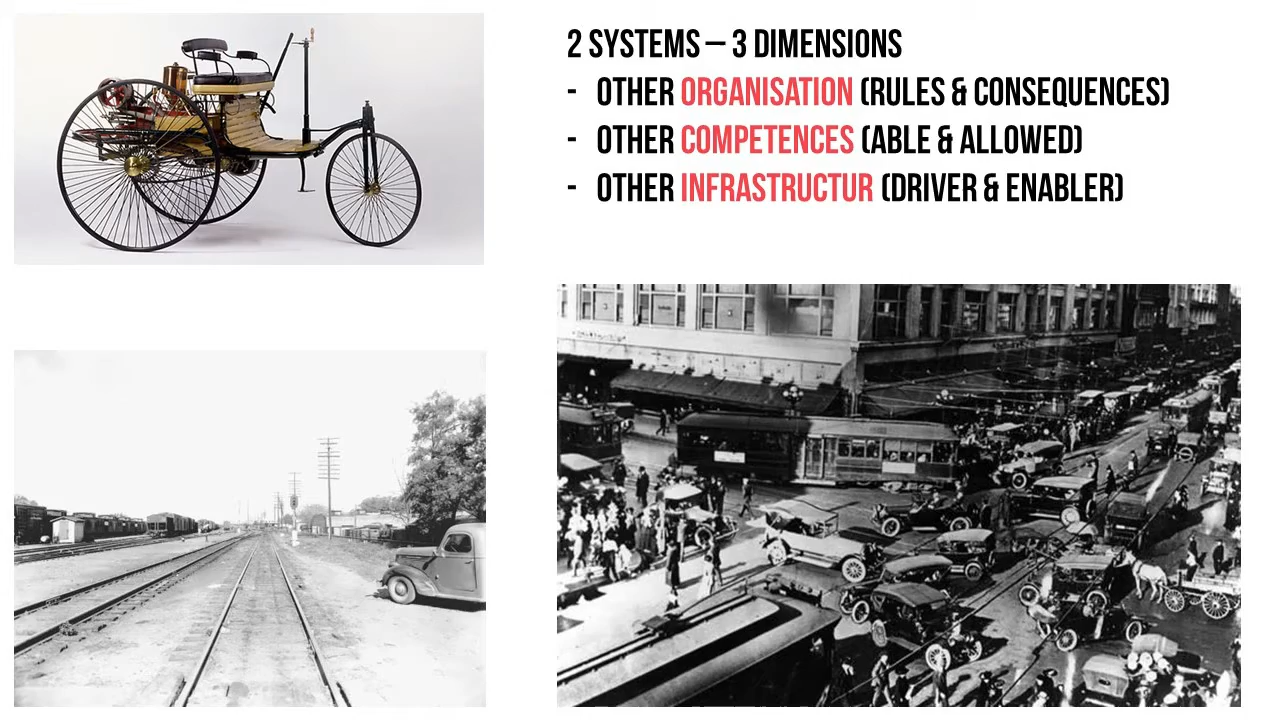 2 SYSTEMS – 3 DIMENSIONS
- OTHER ORGANISATION (RULES & CONSEQUENCES)
- OTHER COMPETENCES (ABLE & ALLOWED)
- OTHER INFRASTRUCTUR (DRIVER & ENABLER)